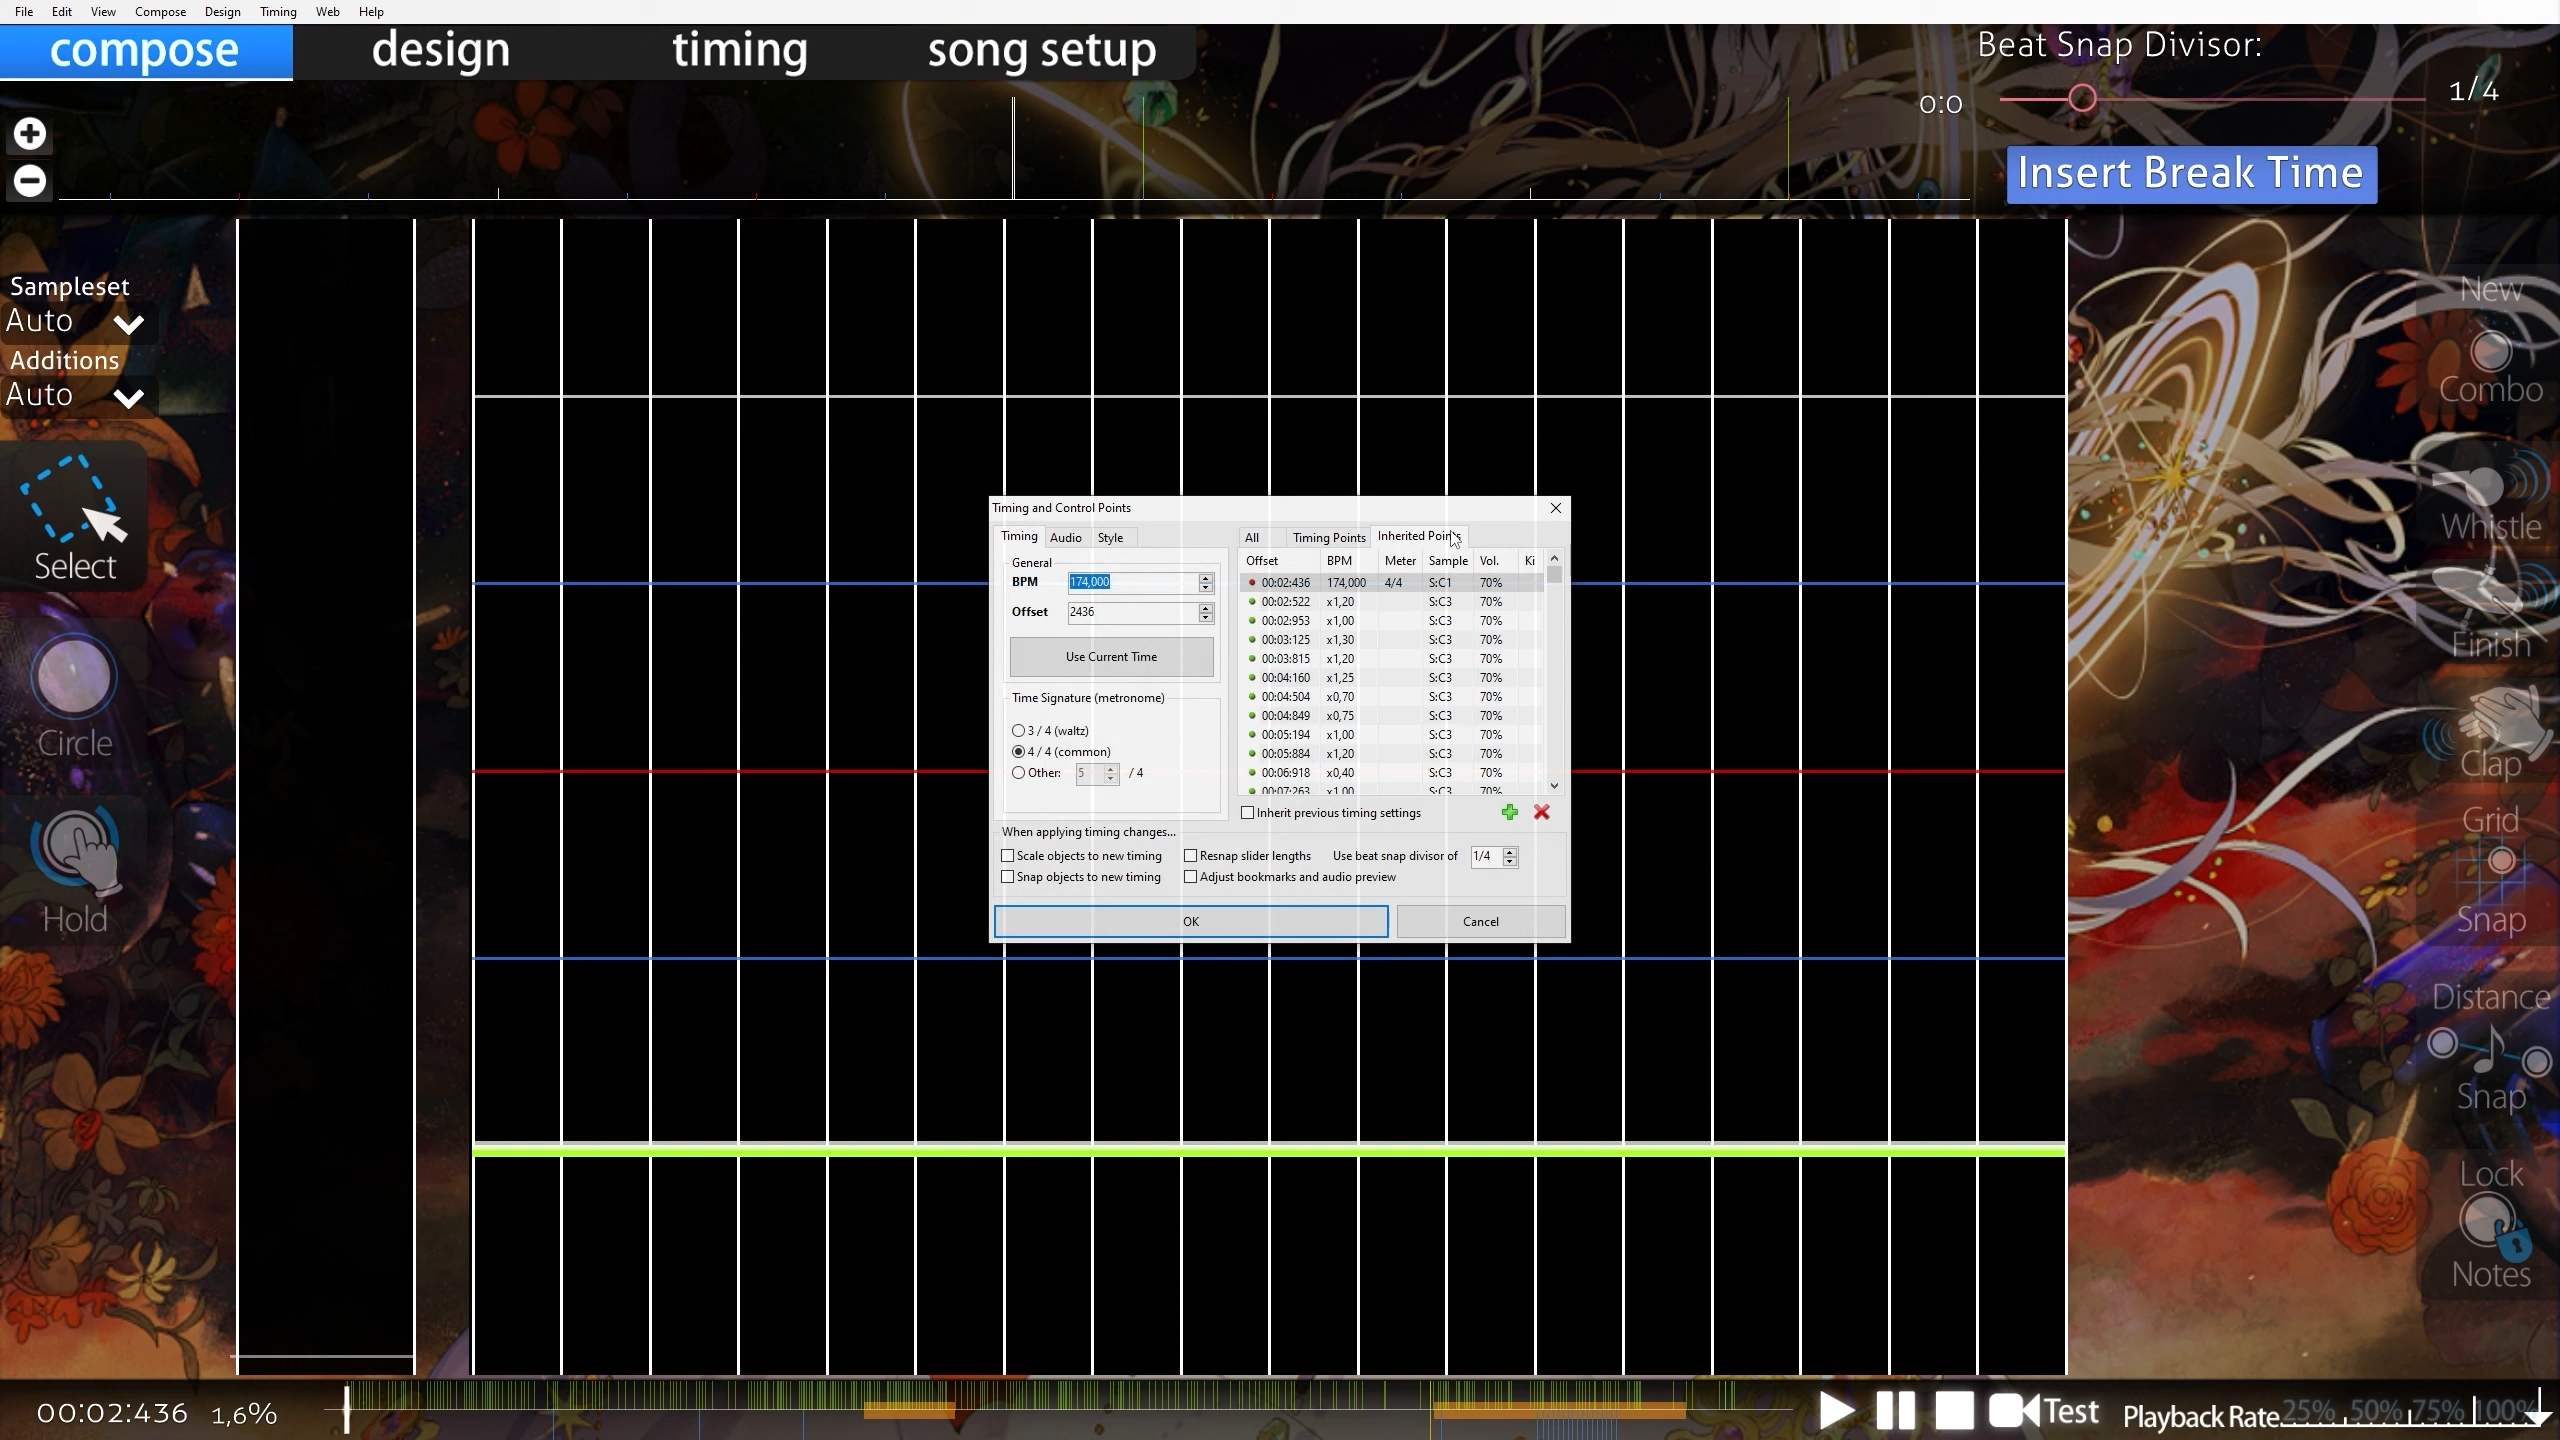 File Edit View Compose Design Timing Web Help
compose design timing song setup
Beat Snap Divisor:
0:0 1/4
Insert Break Time
Sampleset
Auto
Additions
Auto
Select
Circle
Hold
New
Combo
Whistle
Finish
Clap
Grid
Snap
Distance
Snap
Lock
Notes
Timing and Control Points
Timing Audio Style
General
BPM 174,000
Offset 2436
Use Current Time
Time Signature (metronome)
3 / 4 (waltz)
4 / 4 (common)
Other: 5 / 4
All Timing Points Inherited Points
Offset BPM Meter Sample Vol. Ki
00:02:436 174,000 4/4 S:C1 70%
00:02:522 x1,20 S:C3 70%
00:02:953 x1,00 S:C3 70%
00:03:125 x1,30 S:C3 70%
00:03:815 x1,20 S:C3 70%
00:04:160 x1,25 S:C3 70%
00:04:504 x0,70 S:C3 70%
00:04:849 x0,75 S:C3 70%
00:05:194 x1,00 S:C3 70%
00:05:884 x1,20 S:C3 70%
00:06:918 x0,40 S:C3 70%
00:07:263 x1,00 S:C3 70%
Inherit previous timing settings
When applying timing changes...
Scale objects to new timing Resnap slider lengths Use beat snap divisor of 1/4
Snap objects to new timing Adjust bookmarks and audio preview
OK Cancel
00:02:436 1,6% Test Playback Rate 25% 50% 75% 100%